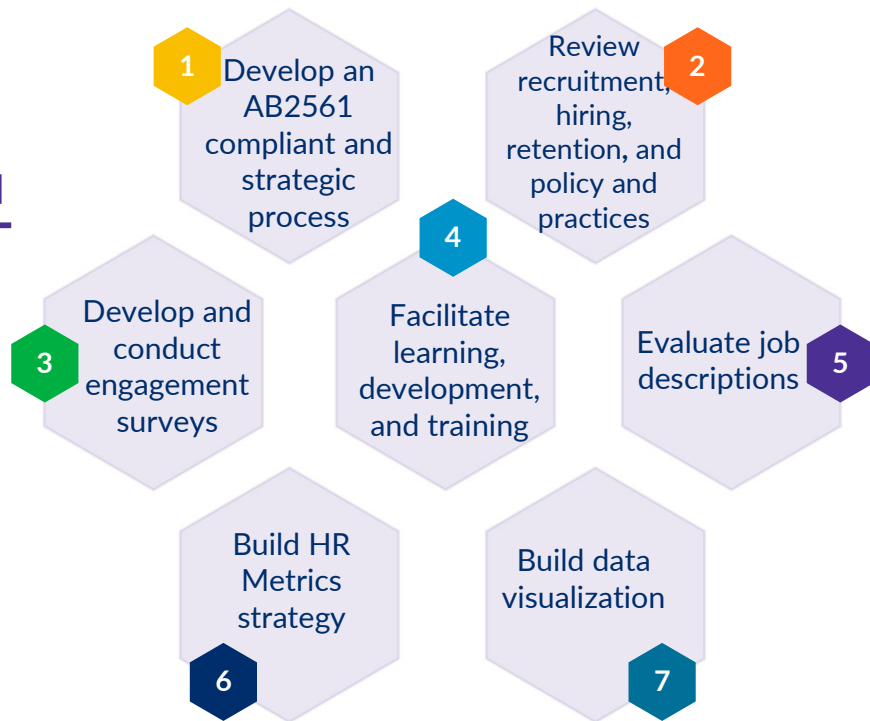 1
Develop an
AB2561
compliant and
strategic
process
2
Review
recruitment,
hiring,
retention, and
policy and
practices
3
Develop and
conduct
engagement
surveys
4
Facilitate
learning,
development,
and training
5
Evaluate job
descriptions
6
Build HR
Metrics
strategy
7
Build data
visualization